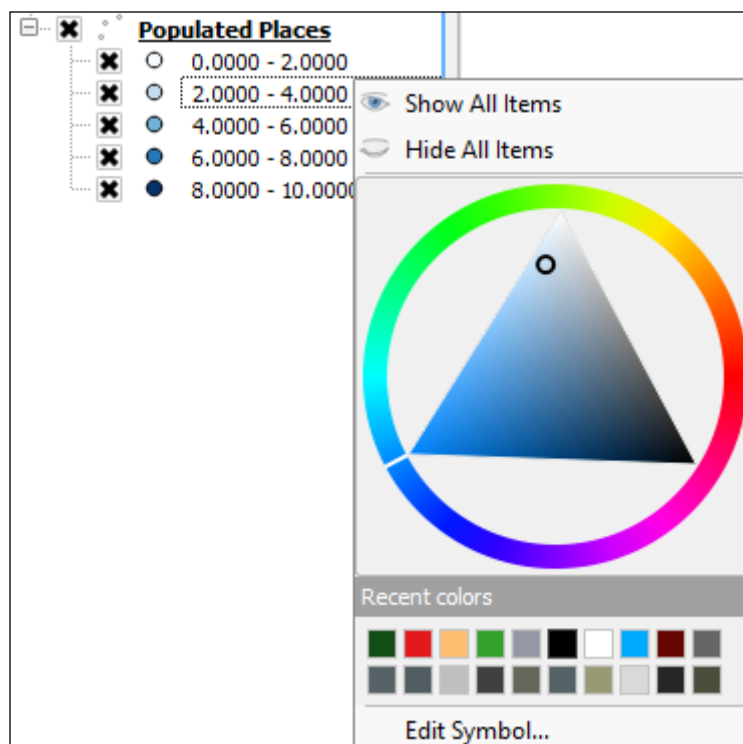 Populated Places
0.0000 - 2.0000
2.0000 - 4.0000
4.0000 - 6.0000
6.0000 - 8.0000
8.0000 - 10.0000
Show All Items
Hide All Items
Recent colors
Edit Symbol...